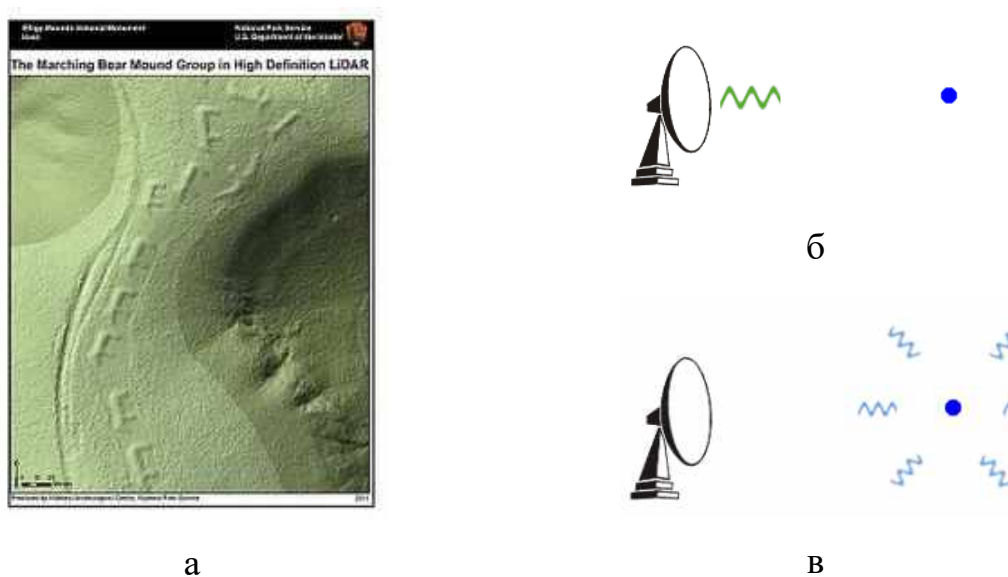 Effigy Mounds National Monument
Iowa
National Park Service
U.S. Department of the Interior
The Marching Bear Mound Group in High Definition LiDAR
2011
а
б
в